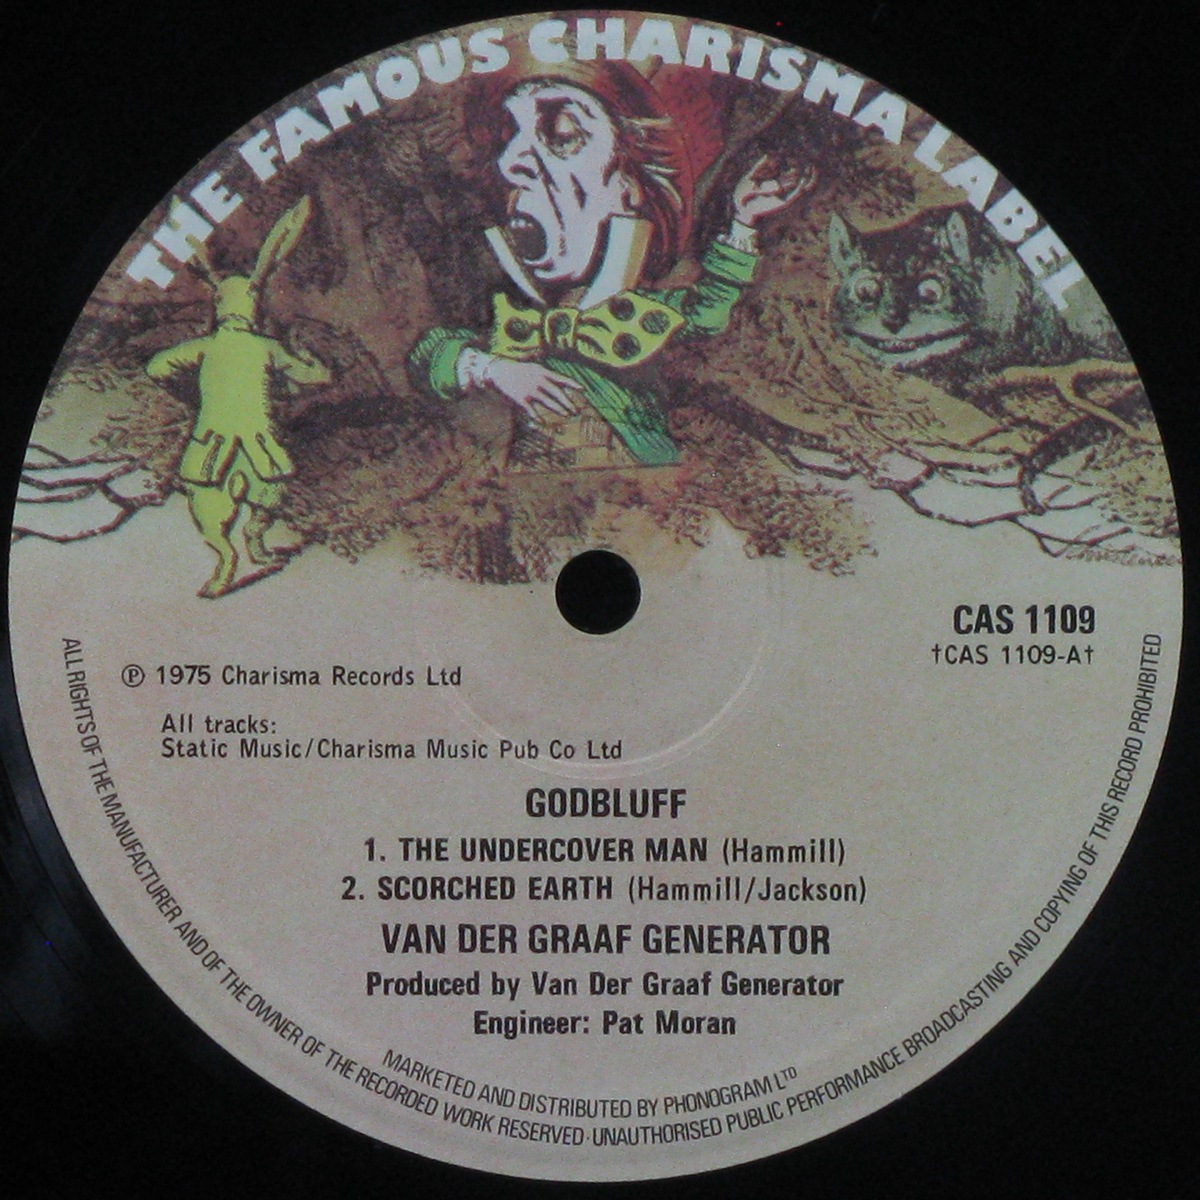 THE FAMOUS CHARISMA LABEL
CAS 1109
†CAS 1109-A†
Ⓟ 1975 Charisma Records Ltd
All tracks:
Static Music/Charisma Music Pub Co Ltd
GODBLUFF
1. THE UNDERCOVER MAN (Hammill)
2. SCORCHED EARTH (Hammill/Jackson)
VAN DER GRAAF GENERATOR
Produced by Van Der Graaf Generator
Engineer: Pat Moran
MARKETED AND DISTRIBUTED BY PHONOGRAM LTD
ALL RIGHTS OF THE MANUFACTURER AND OF THE OWNER OF THE RECORDED WORK RESERVED · UNAUTHORISED PUBLIC PERFORMANCE BROADCASTING AND COPYING OF THIS RECORD PROHIBITED